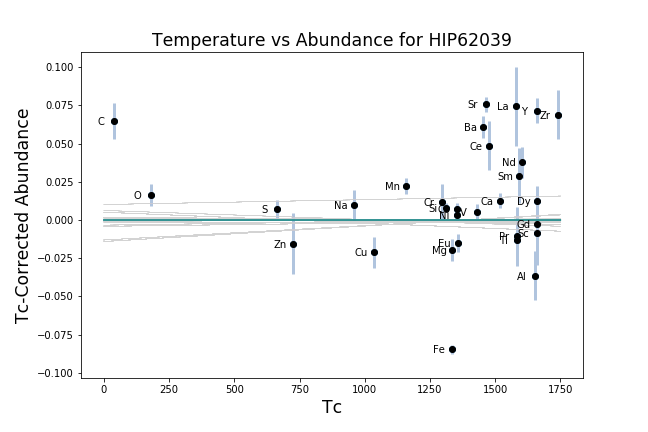 Temperature vs Abundance for HIP62039
Tc-Corrected Abundance
0.100
0.075
0.050
0.025
0.000
−0.025
−0.050
−0.075
−0.100
C
O
S
Zn
Na
Cu
Mn
Cr
Si
Ni
V
Eu
Mg
Fe
Sr
La
Y
Zr
Ba
Ce
Nd
Sm
Ca
Dy
Gd
Sc
Pr
Ti
Al
0
250
500
750
1000
1250
1500
1750
Tc